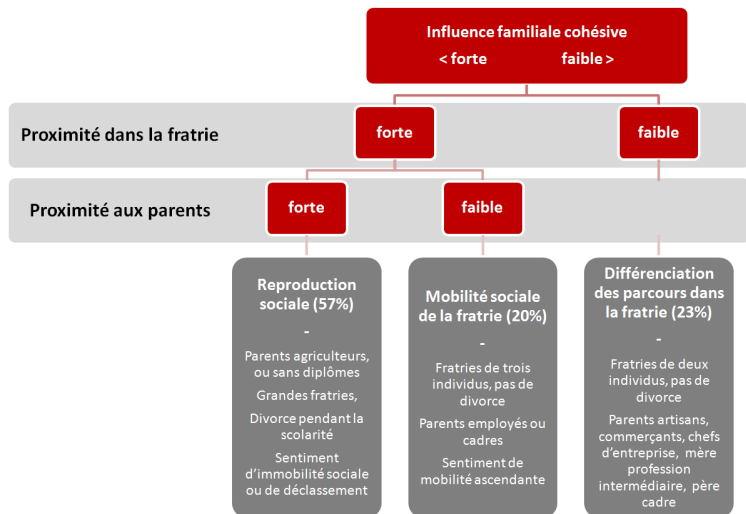 Influence familiale cohésive
< forte faible >
Proximité dans la fratrie
forte
faible
Proximité aux parents
forte
faible
Reproduction
sociale (57%)
-
Parents agriculteurs,
ou sans diplômes
Grandes fratries,
Divorce pendant la
scolarité
Sentiment
d'immobilité sociale
ou de déclassement
Mobilité sociale
de la fratrie (20%)
-
Fratries de trois
individus, pas de
divorce
Parents employés ou
cadres
Sentiment de
mobilité ascendante
Différenciation
des parcours dans
la fratrie (23%)
-
Fratries de deux
individus, pas de
divorce
Parents artisans,
commerçants, chefs
d'entreprise, mère
profession
intermédiaire, père
cadre